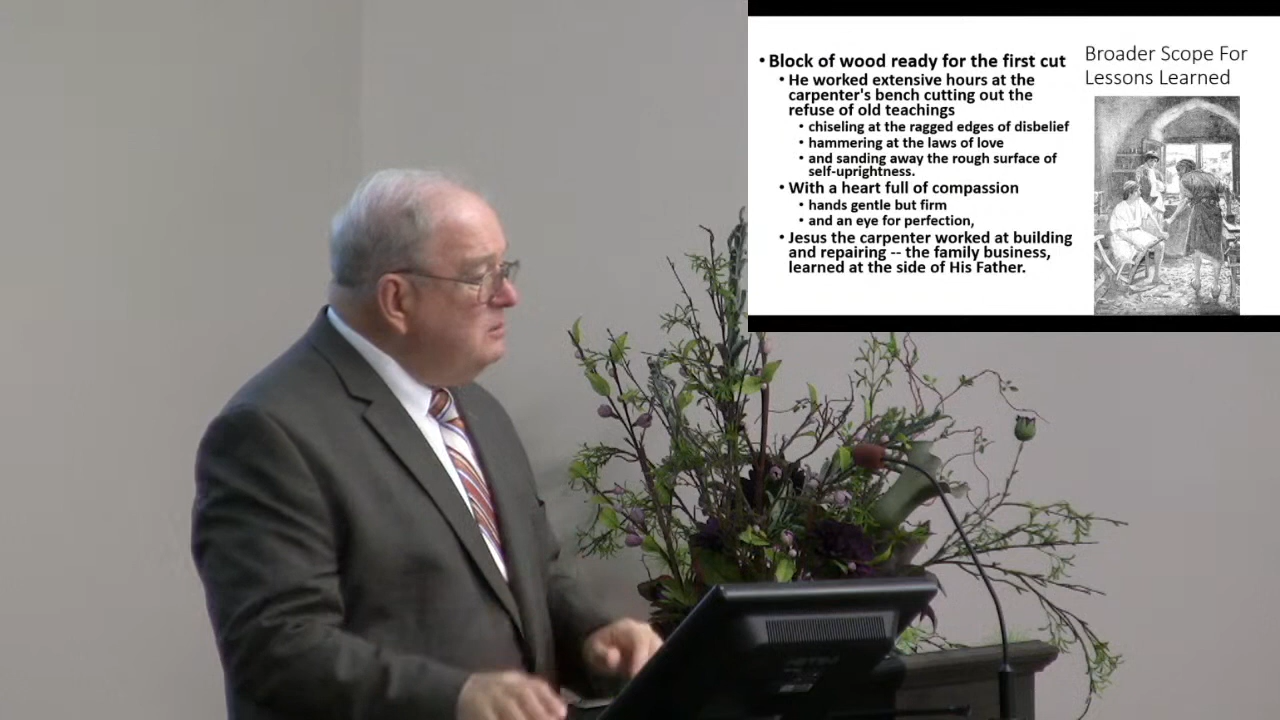 Broader Scope For
Lessons Learned
• Block of wood ready for the first cut
• He worked extensive hours at the
carpenter's bench cutting out the
refuse of old teachings
• chiseling at the ragged edges of disbelief
• hammering at the laws of love
• and sanding away the rough surface of
self-uprightness.
• With a heart full of compassion
• hands gentle but firm
• and an eye for perfection,
• Jesus the carpenter worked at building
and repairing -- the family business,
learned at the side of His Father.